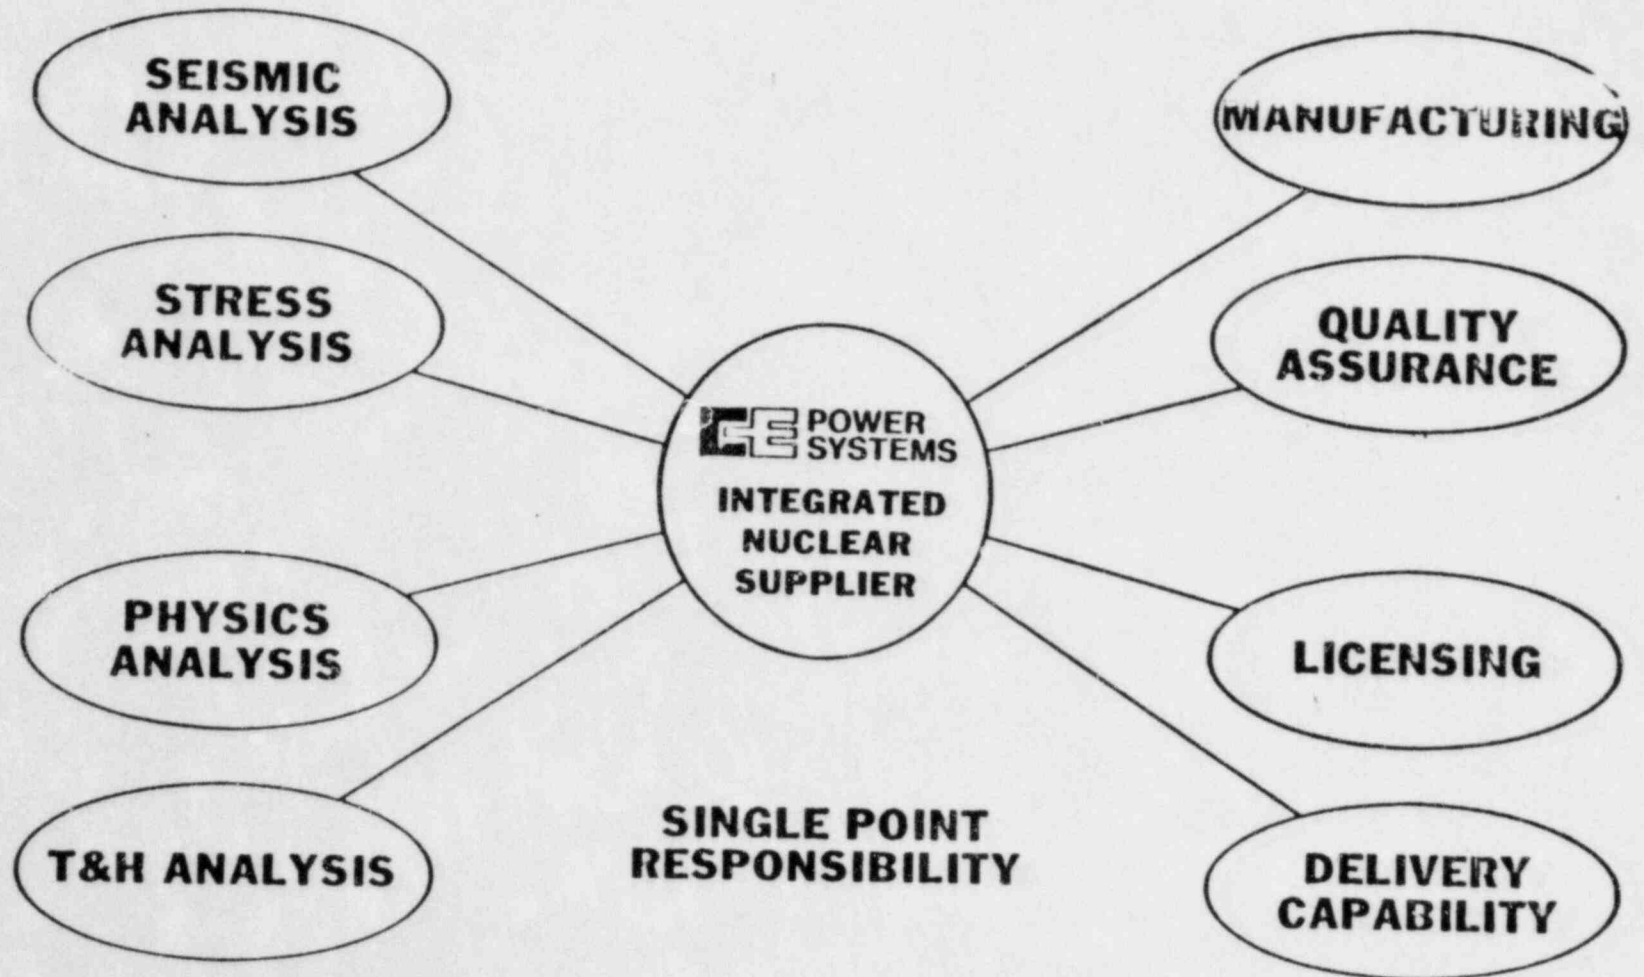 SEISMIC
ANALYSIS
STRESS
ANALYSIS
PHYSICS
ANALYSIS
T&H ANALYSIS
CE POWER
SYSTEMS
INTEGRATED
NUCLEAR
SUPPLIER
SINGLE POINT
RESPONSIBILITY
MANUFACTURING
QUALITY
ASSURANCE
LICENSING
DELIVERY
CAPABILITY